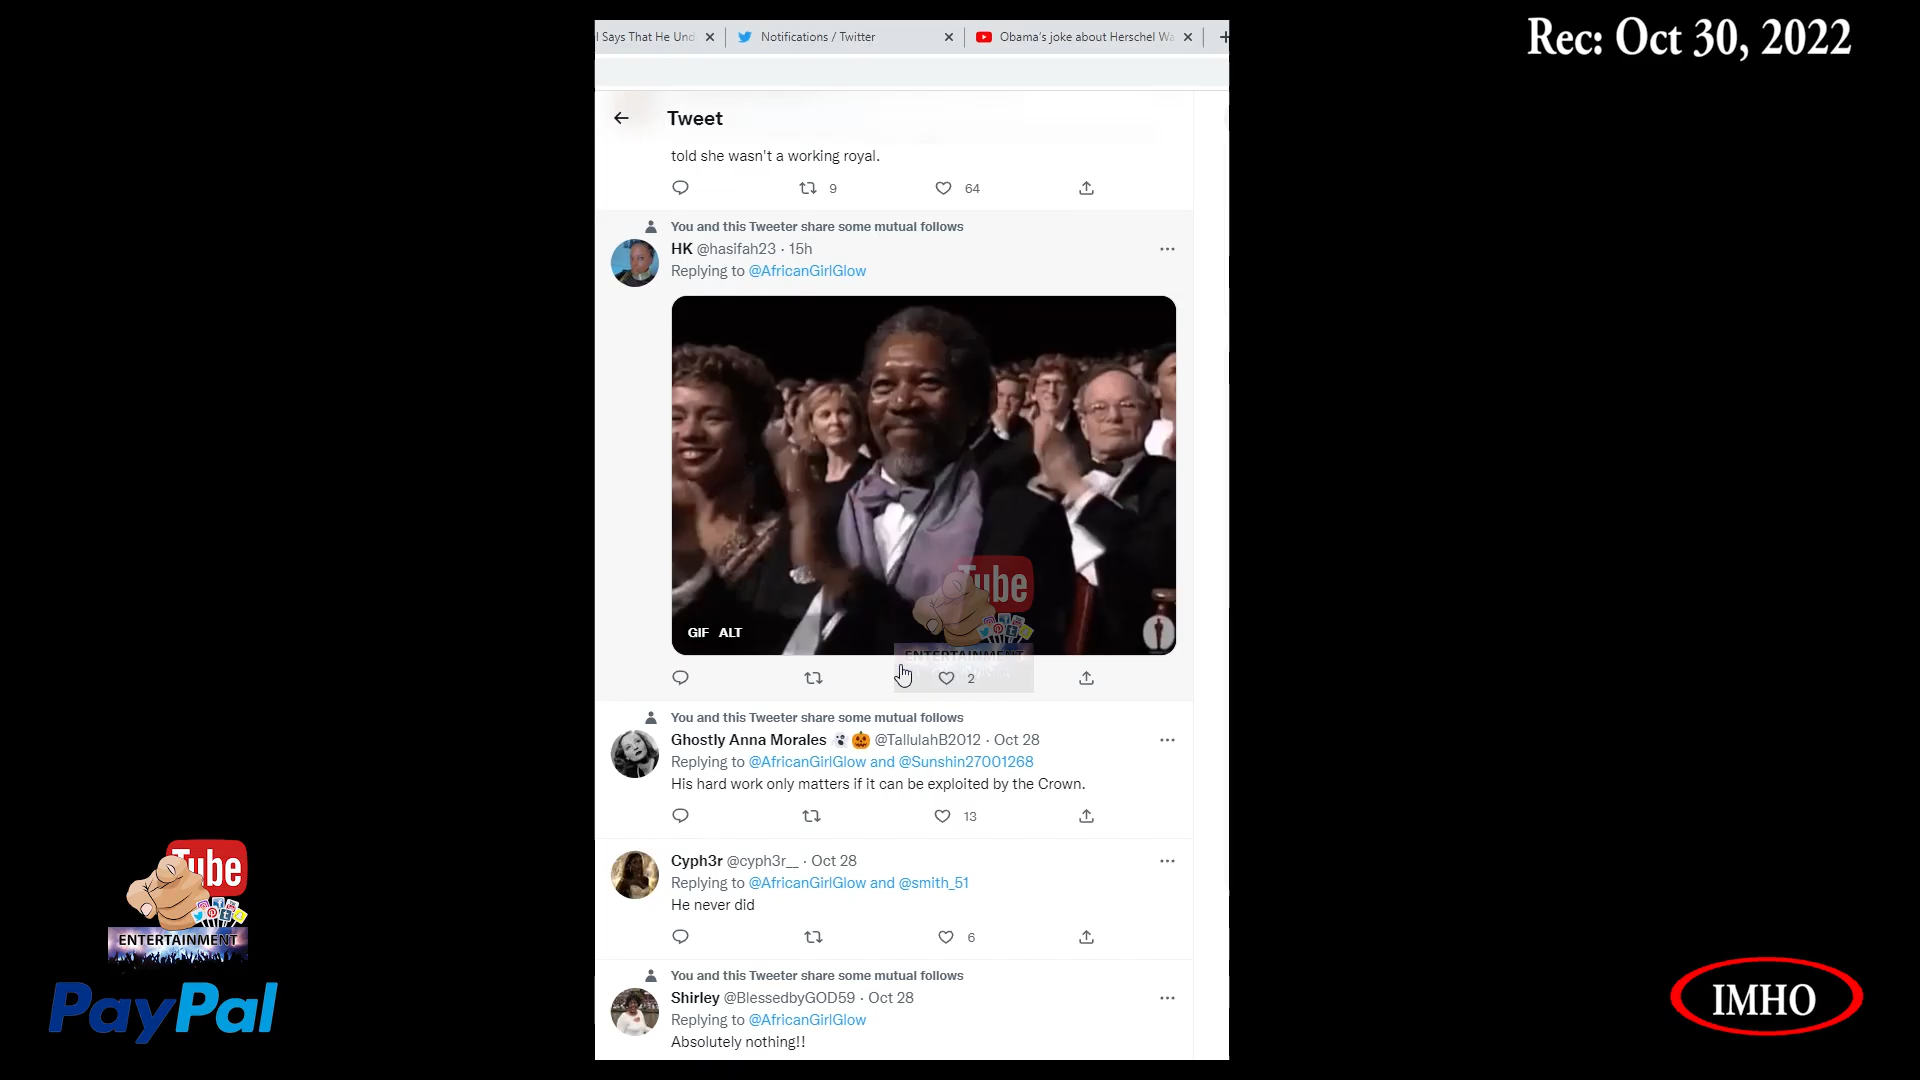 Rec: Oct 30, 2022
l Says That He Und
Notifications / Twitter
Obama's joke about Herschel Wa
Tweet
told she wasn't a working royal.
9
64
You and this Tweeter share some mutual follows
HK @hasifah23 · 15h
Replying to @AfricanGirlGlow
Tube
ENTERTAINMENT
GIF ALT
2
You and this Tweeter share some mutual follows
Ghostly Anna Morales 👻🎃 @TallulahB2012 · Oct 28
Replying to @AfricanGirlGlow and @Sunshin27001268
His hard work only matters if it can be exploited by the Crown.
13
Cyph3r @cyph3r__ · Oct 28
Replying to @AfricanGirlGlow and @smith_51
He never did
6
You and this Tweeter share some mutual follows
Shirley @BlessedbyGOD59 · Oct 28
Replying to @AfricanGirlGlow
Absolutely nothing!!
Tube
ENTERTAINMENT
PayPal
IMHO